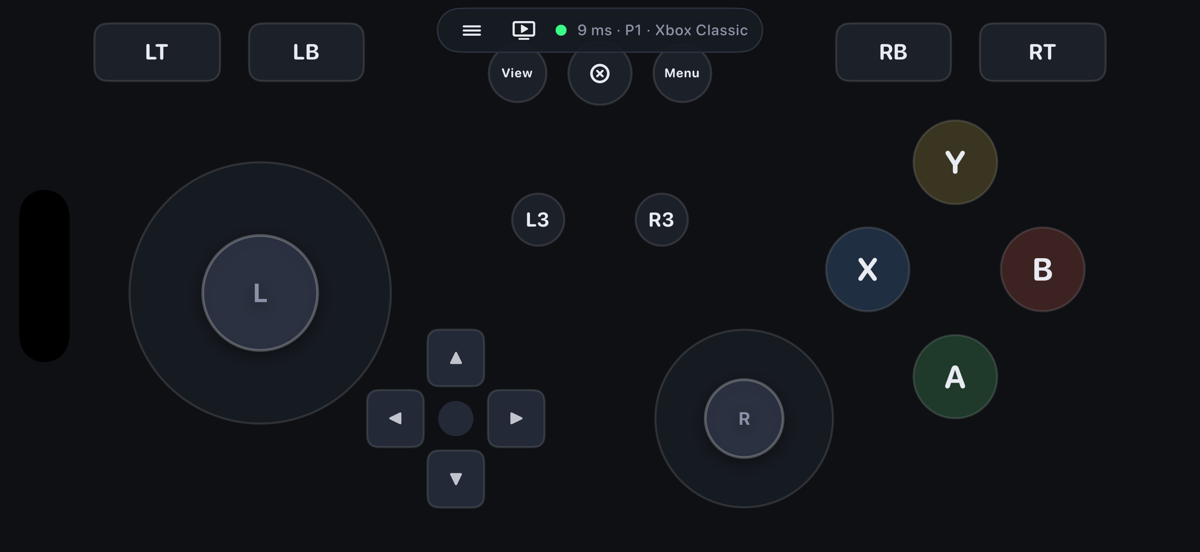 9 ms · P1 · Xbox Classic
LT
LB
RB
RT
View
Menu
Y
L3
R3
X
B
L
A
R